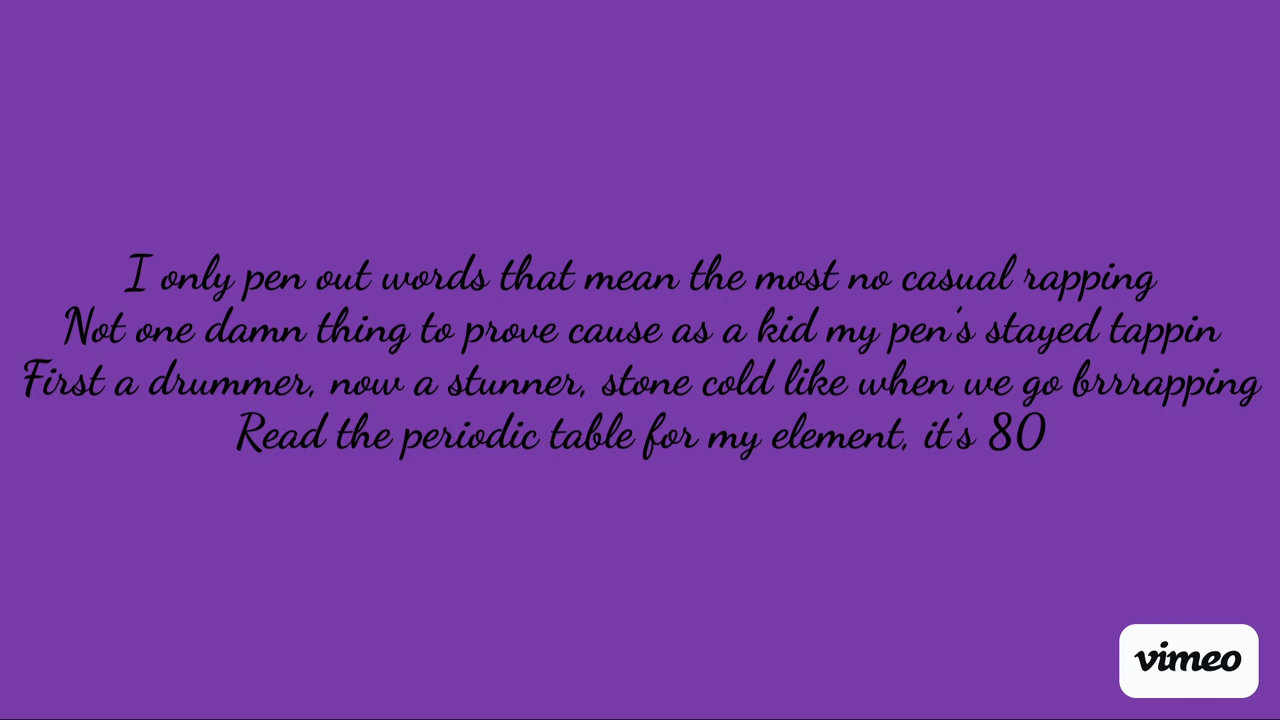 I only pen out words that mean the most no casual rapping
Not one damn thing to prove cause as a kid my pen's stayed tappin
First a drummer, now a stunner, stone cold like when we go brrrapping
Read the periodic table for my element, it's 80
vimeo